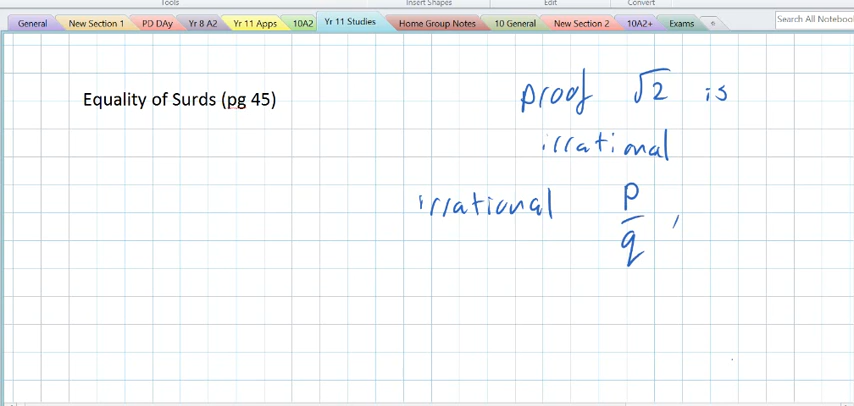 Tools
Insert Shapes
Edit
Convert
General New Section 1 PD DAy Yr 8 A2 Yr 11 Apps 10A2 Yr 11 Studies Home Group Notes 10 General New Section 2 10A2+ Exams
Search All Notebook
Equality of Surds (pg 45)
proof √2 is
irrational
irrational p/q ,